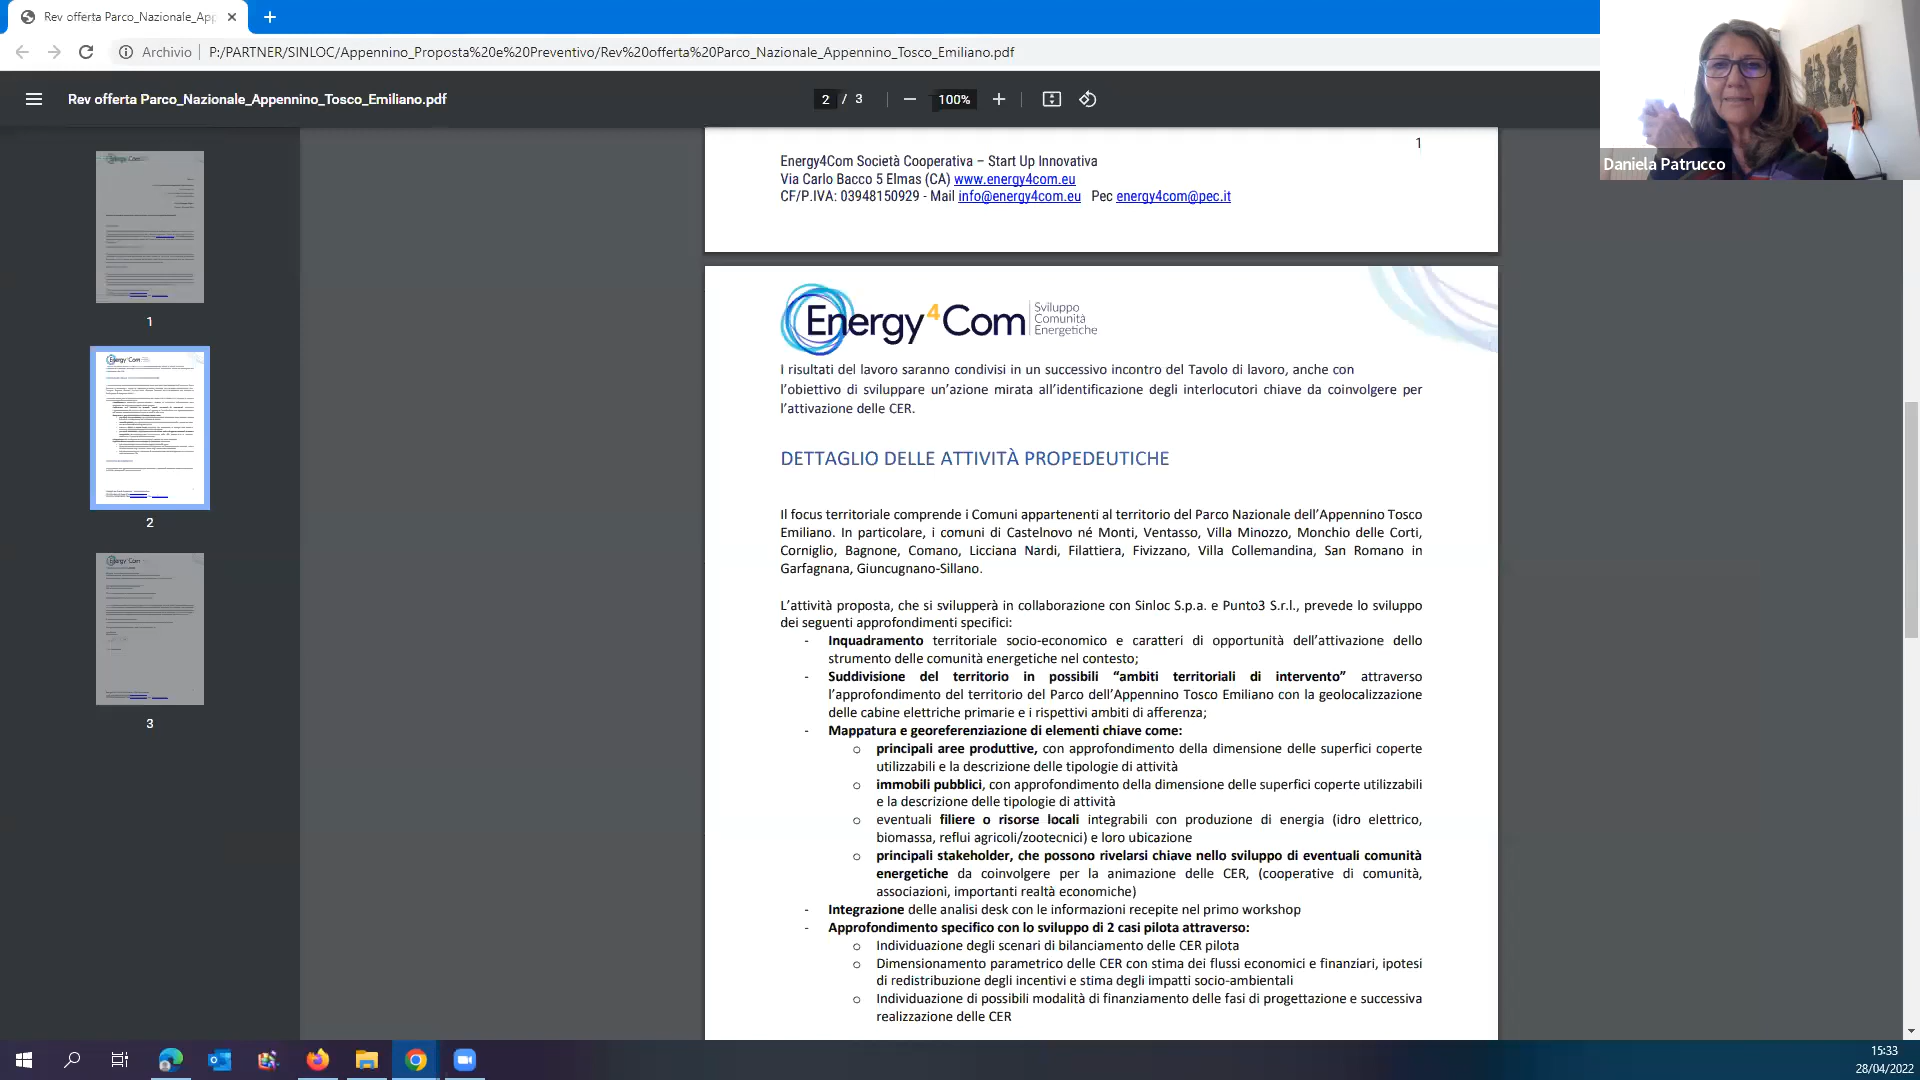 Rev offerta Parco_Nazionale_App
Archivio
P:/PARTNER/SINLOC/Appennino_Proposta%20e%20Preventivo/Rev%20offerta%20Parco_Nazionale_Appennino_Tosco_Emiliano.pdf
Rev offerta Parco_Nazionale_Appennino_Tosco_Emiliano.pdf
2 / 3
100%
Daniela Patrucco
1
2
3
1
Energy4Com Società Cooperativa – Start Up Innovativa
Via Carlo Bacco 5 Elmas (CA) www.energy4com.eu
CF/P.IVA: 03948150929 - Mail info@energy4com.eu Pec energy4com@pec.it
Energy4Com
Sviluppo
Comunità
Energetiche
I risultati del lavoro saranno condivisi in un successivo incontro del Tavolo di lavoro, anche con
l’obiettivo di sviluppare un’azione mirata all’identificazione degli interlocutori chiave da coinvolgere per
l’attivazione delle CER.
DETTAGLIO DELLE ATTIVITÀ PROPEDEUTICHE
Il focus territoriale comprende i Comuni appartenenti al territorio del Parco Nazionale dell’Appennino Tosco
Emiliano. In particolare, i comuni di Castelnovo né Monti, Ventasso, Villa Minozzo, Monchio delle Corti,
Corniglio, Bagnone, Comano, Licciana Nardi, Filattiera, Fivizzano, Villa Collemandina, San Romano in
Garfagnana, Giuncugnano-Sillano.
L’attività proposta, che si svilupperà in collaborazione con Sinloc S.p.a. e Punto3 S.r.l., prevede lo sviluppo
dei seguenti approfondimenti specifici:
- Inquadramento territoriale socio-economico e caratteri di opportunità dell’attivazione dello
strumento delle comunità energetiche nel contesto;
- Suddivisione del territorio in possibili “ambiti territoriali di intervento” attraverso
l’approfondimento del territorio del Parco dell’Appennino Tosco Emiliano con la geolocalizzazione
delle cabine elettriche primarie e i rispettivi ambiti di afferenza;
- Mappatura e georeferenziazione di elementi chiave come:
o principali aree produttive, con approfondimento della dimensione delle superfici coperte
utilizzabili e la descrizione delle tipologie di attività
o immobili pubblici, con approfondimento della dimensione delle superfici coperte utilizzabili
e la descrizione delle tipologie di attività
o eventuali filiere o risorse locali integrabili con produzione di energia (idro elettrico,
biomassa, reflui agricoli/zootecnici) e loro ubicazione
o principali stakeholder, che possono rivelarsi chiave nello sviluppo di eventuali comunità
energetiche da coinvolgere per la animazione delle CER, (cooperative di comunità,
associazioni, importanti realtà economiche)
- Integrazione delle analisi desk con le informazioni recepite nel primo workshop
- Approfondimento specifico con lo sviluppo di 2 casi pilota attraverso:
o Individuazione degli scenari di bilanciamento delle CER pilota
o Dimensionamento parametrico delle CER con stima dei flussi economici e finanziari, ipotesi
di redistribuzione degli incentivi e stima degli impatti socio-ambientali
o Individuazione di possibili modalità di finanziamento delle fasi di progettazione e successiva
realizzazione delle CER
15:33
28/04/2022